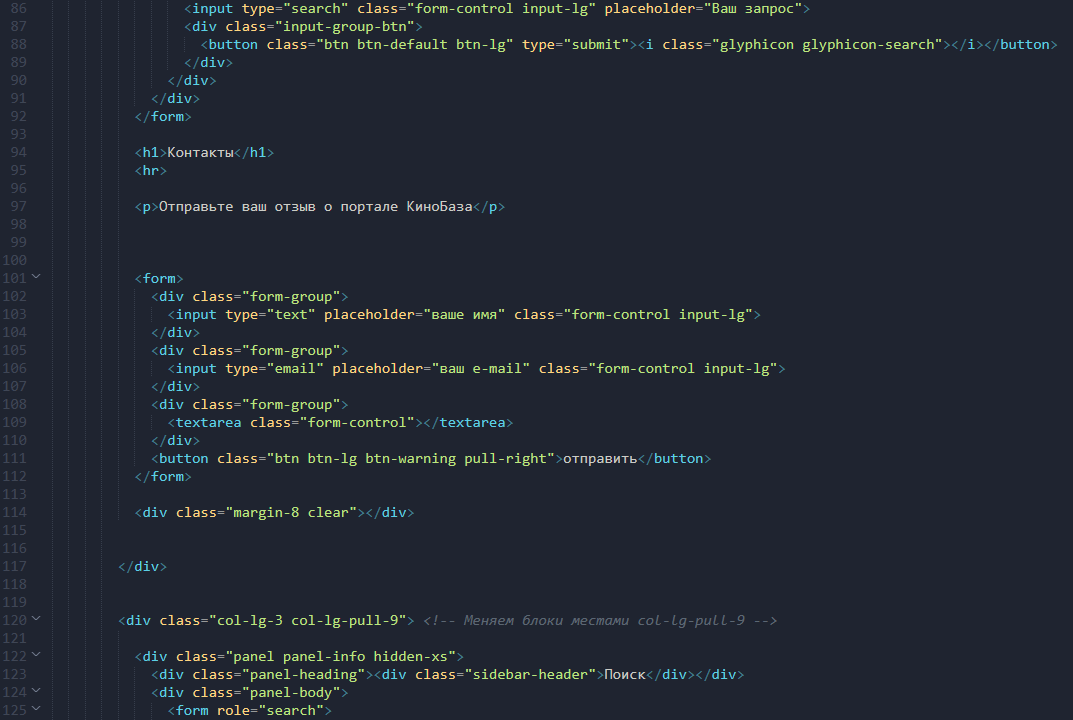 86 <input type="search" class="form-control input-lg" placeholder="Ваш запрос">
87 <div class="input-group-btn">
88 <button class="btn btn-default btn-lg" type="submit"><i class="glyphicon glyphicon-search"></i></button>
89 </div>
90 </div>
91 </div>
92 </form>
93
94 <h1>Контакты</h1>
95 <hr>
96
97 <p>Отправьте ваш отзыв о портале КиноБаза</p>
98
99
100
101 <form>
102 <div class="form-group">
103 <input type="text" placeholder="ваше имя" class="form-control input-lg">
104 </div>
105 <div class="form-group">
106 <input type="email" placeholder="ваш e-mail" class="form-control input-lg">
107 </div>
108 <div class="form-group">
109 <textarea class="form-control"></textarea>
110 </div>
111 <button class="btn btn-lg btn-warning pull-right">отправить</button>
112 </form>
113
114 <div class="margin-8 clear"></div>
115
116
117 </div>
118
119
120 <div class="col-lg-3 col-lg-pull-9"> <!-- Меняем блоки местами col-lg-pull-9 -->
121
122 <div class="panel panel-info hidden-xs">
123 <div class="panel-heading"><div class="sidebar-header">Поиск</div></div>
124 <div class="panel-body">
125 <form role="search">